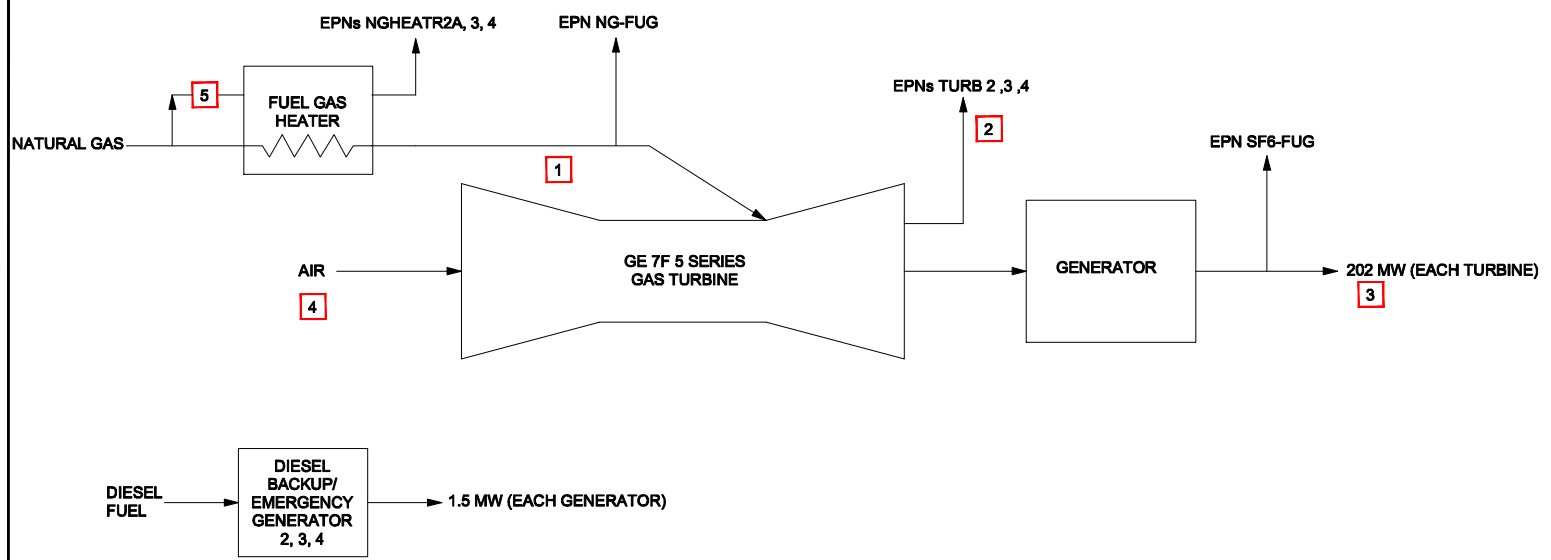 EPNs NGHEATR2A, 3, 4
EPN NG-FUG
5
FUEL GAS
HEATER
EPNs TURB 2 ,3 ,4
2
NATURAL GAS
EPN SF6-FUG
1
AIR
4
GE 7F 5 SERIES
GAS TURBINE
GENERATOR
202 MW (EACH TURBINE)
3
DIESEL
FUEL
DIESEL
BACKUP/
EMERGENCY
GENERATOR
2, 3, 4
1.5 MW (EACH GENERATOR)